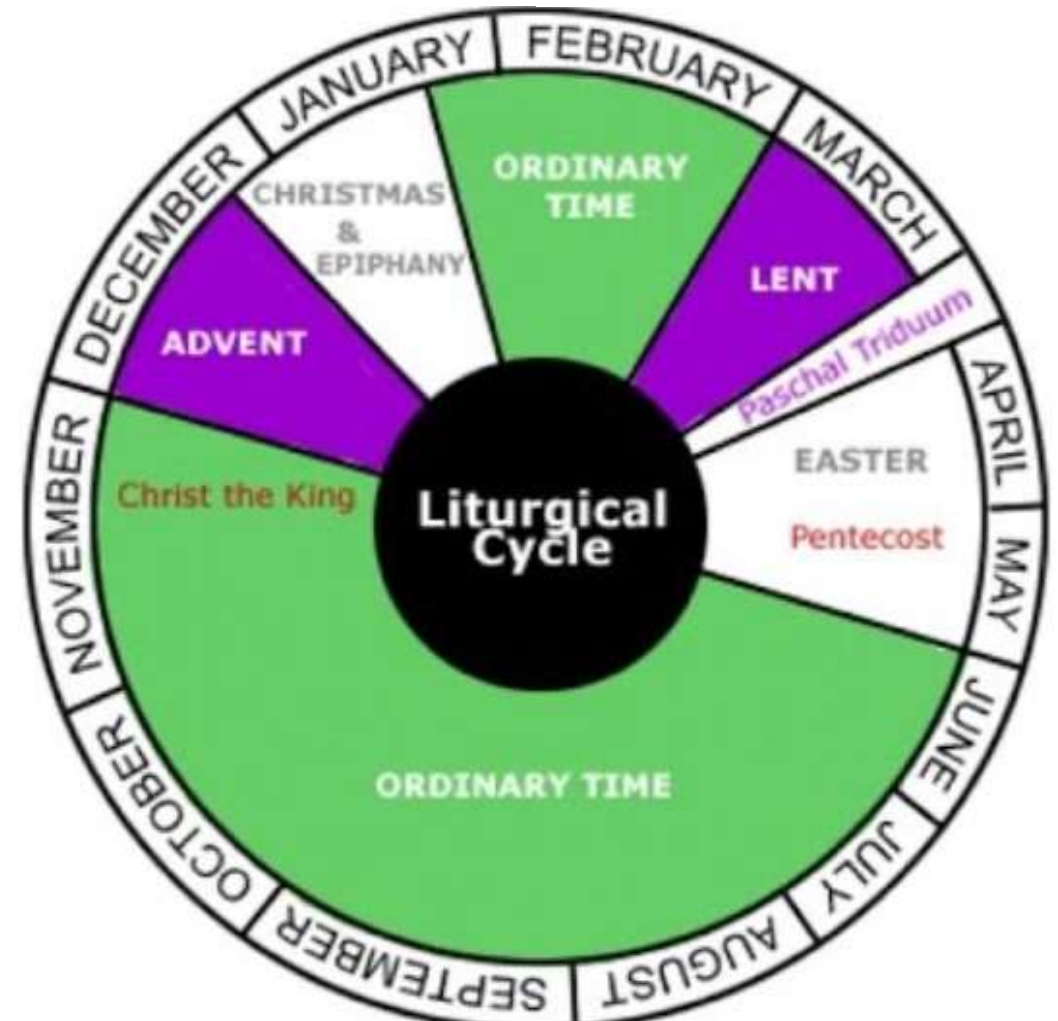 JANUARY
FEBRUARY
MARCH
APRIL
MAY
JUNE
JULY
AUGUST
SEPTEMBER
OCTOBER
NOVEMBER
DECEMBER
CHRISTMAS
&
EPIPHANY
ORDINARY
TIME
LENT
Paschal Triduum
EASTER
Pentecost
ORDINARY TIME
Christ the King
ADVENT
Liturgical
Cycle